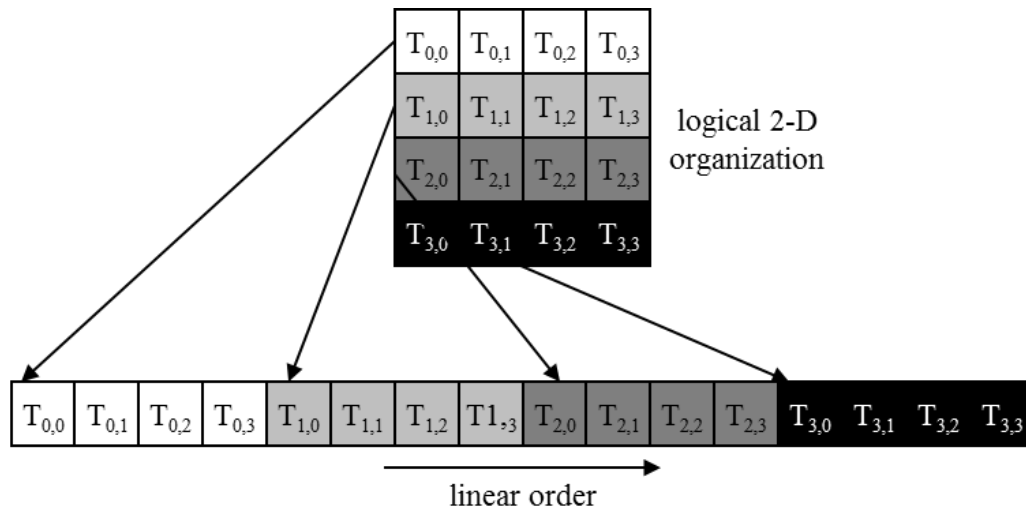 T0,0 T0,1 T0,2 T0,3
T1,0 T1,1 T1,2 T1,3
T2,0 T2,1 T2,2 T2,3
T3,0 T3,1 T3,2 T3,3
logical 2-D
organization
T0,0 T0,1 T0,2 T0,3 T1,0 T1,1 T1,2 T1,3 T2,0 T2,1 T2,2 T2,3 T3,0 T3,1 T3,2 T3,3
linear order